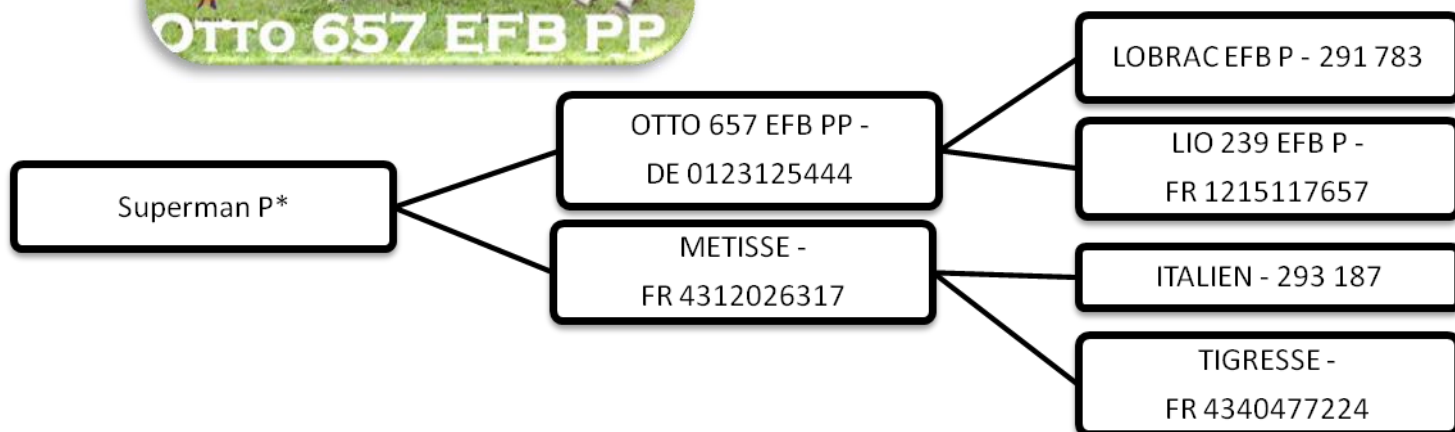 OTTO 657 EFB PP
LOBRAC EFB P - 291 783
OTTO 657 EFB PP -
DE 0123125444
LIO 239 EFB P -
FR 1215117657
Superman P*
METISSE -
FR 4312026317
ITALIEN - 293 187
TIGRESSE -
FR 4340477224